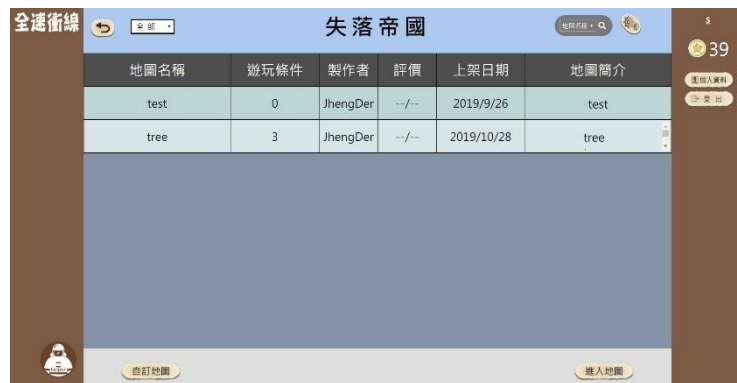 全速衝線
全部
失落帝國
S
39
個人資料
登出
地圖名稱 遊玩條件 製作者 評價 上架日期 地圖簡介
test 0 JhengDer --/-- 2019/9/26 test
tree 3 JhengDer --/-- 2019/10/28 tree
自訂地圖
進入地圖